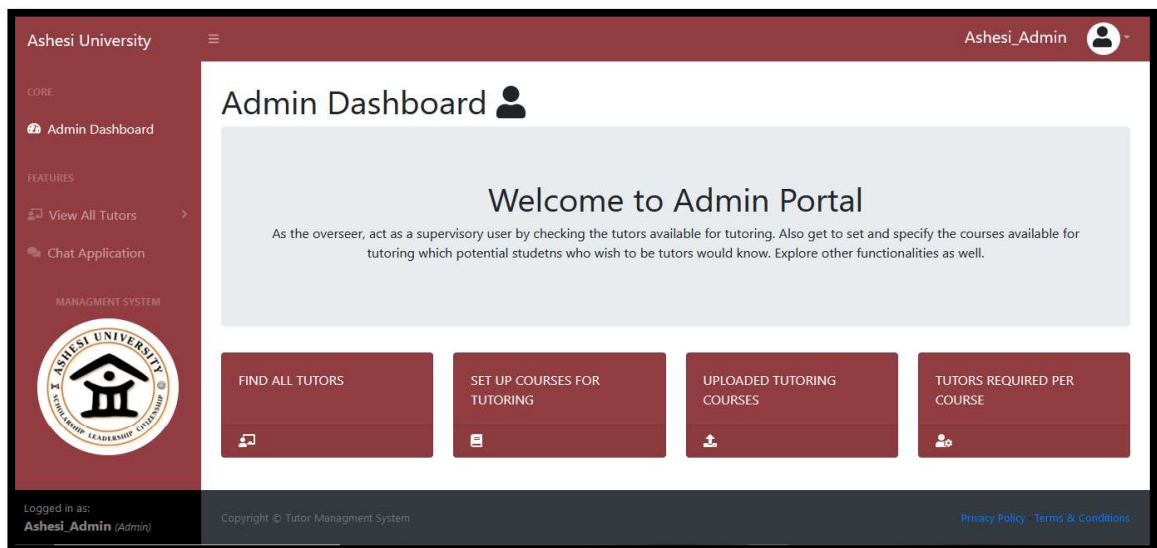 Ashesi University
Ashesi_Admin
CORE
Admin Dashboard
FEATURES
View All Tutors
Chat Application
MANAGMENT SYSTEM
ASHESI UNIVERSITY
SCHOLARSHIP LEADERSHIP CITIZENSHIP
Logged in as:
Ashesi_Admin (Admin)
Admin Dashboard
Welcome to Admin Portal
As the overseer, act as a supervisory user by checking the tutors available for tutoring. Also get to set and specify the courses available for
tutoring which potential studetns who wish to be tutors would know. Explore other functionalities as well.
FIND ALL TUTORS
SET UP COURSES FOR
TUTORING
UPLOADED TUTORING
COURSES
TUTORS REQUIRED PER
COURSE
Copyright © Tutor Managment System
Privacy Policy · Terms & Conditions